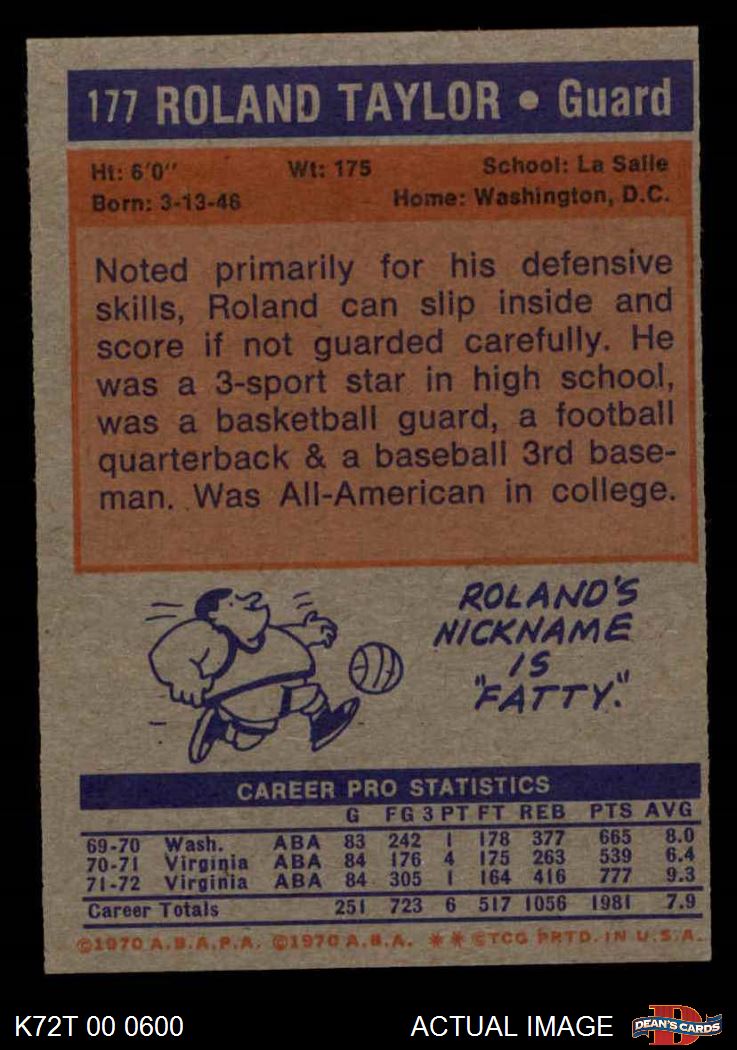 177 ROLAND TAYLOR • Guard
Ht: 6'0" Wt: 175 School: La Salle
Born: 3-13-46 Home: Washington, D.C.
Noted primarily for his defensive
skills, Roland can slip inside and
score if not guarded carefully. He
was a 3-sport star in high school,
was a basketball guard, a football
quarterback & a baseball 3rd base-
man. Was All-American in college.
ROLAND'S
NICKNAME
IS
"FATTY."
CAREER PRO STATISTICS
G FG 3 PT FT REB PTS AVG
69-70 Wash. ABA 83 242 1 178 377 665 8.0
70-71 Virginia ABA 84 176 4 175 263 539 6.4
71-72 Virginia ABA 84 305 1 164 416 777 9.3
Career Totals 251 723 6 517 1056 1981 7.9
©1970 A.B.A.P.A. ©1970 A.B.A. ** ©TCG PRTD. IN U.S.A.
K72T 00 0600 ACTUAL IMAGE DEAN'S CARDS